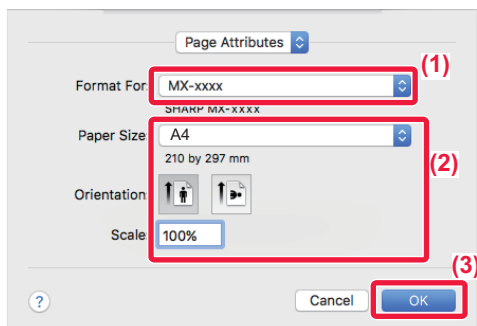 Page Attributes
(1)
Format For: MX-xxxx
SHARP MX-xxxx
Paper Size: A4
210 by 297 mm
(2)
Orientation:
Scale: 100%
(3)
? Cancel OK